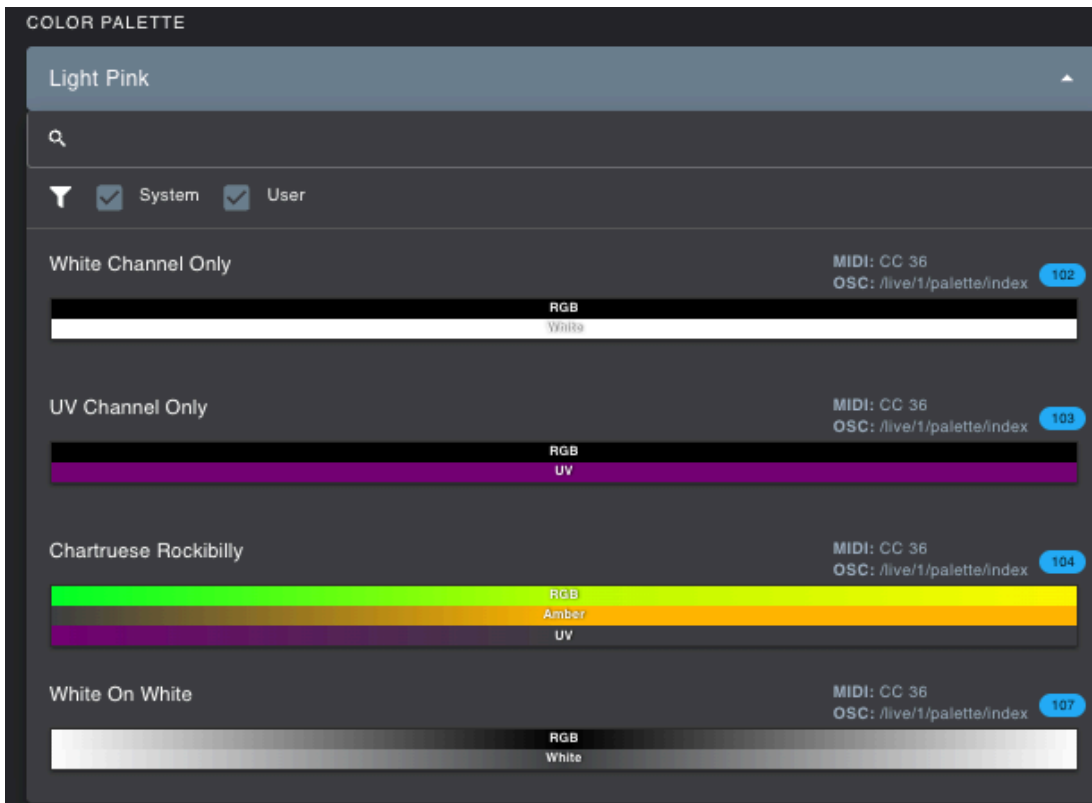 COLOR PALETTE
Light Pink
System User
White Channel Only
MIDI: CC 36
OSC: /live/1/palette/index 102
RGB
White
UV Channel Only
MIDI: CC 36
OSC: /live/1/palette/index 103
RGB
UV
Chartruese Rockibilly
MIDI: CC 36
OSC: /live/1/palette/index 104
RGB
Amber
UV
White On White
MIDI: CC 36
OSC: /live/1/palette/index 107
RGB
White